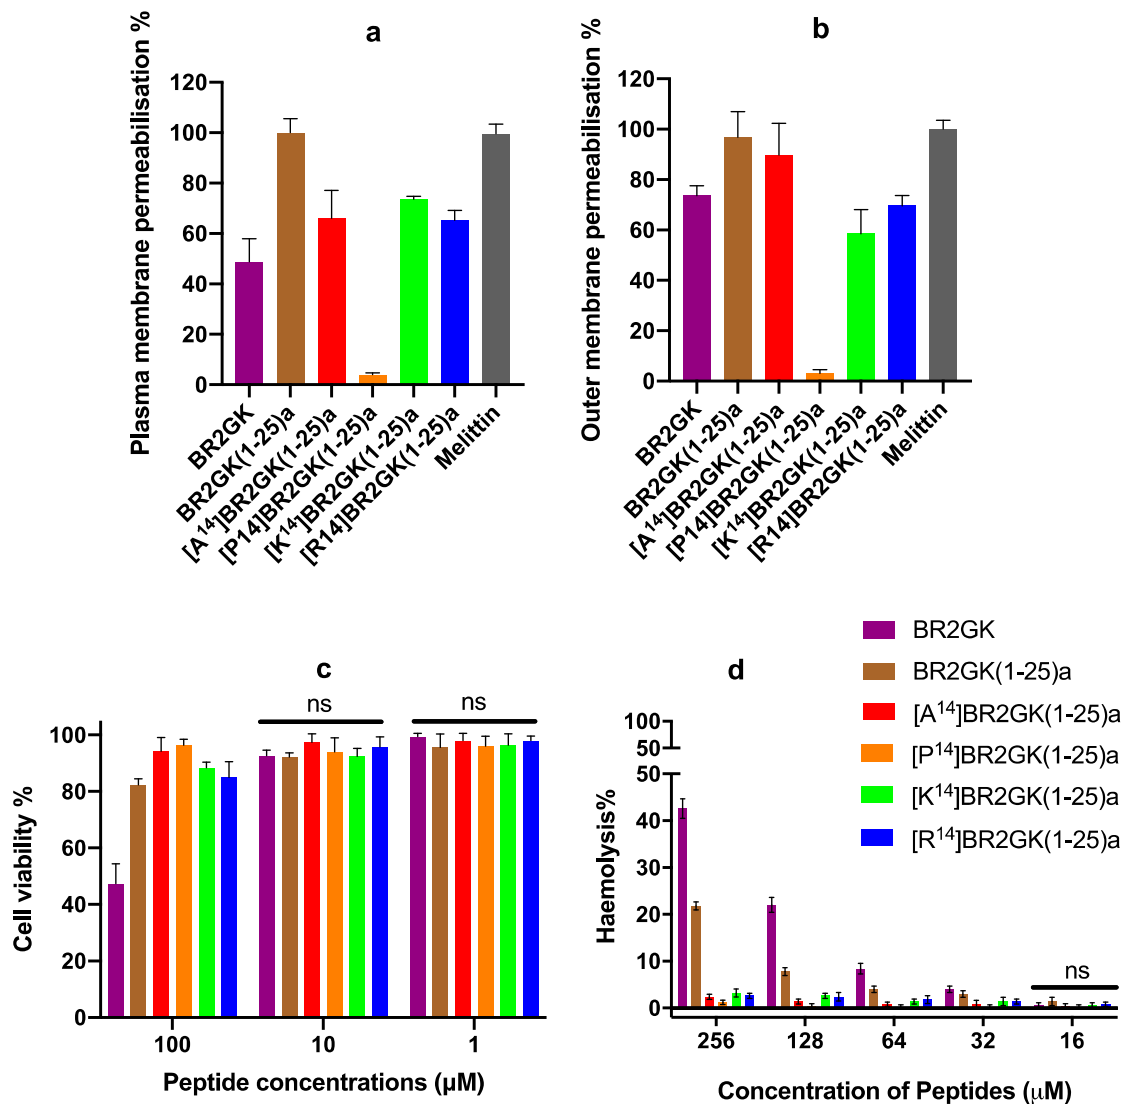 a
Plasma membrane permeabilisation %
120
100
80
60
40
20
0
BR2GK
BR2GK(1-25)a
[A¹⁴]BR2GK(1-25)a
[P14]BR2GK(1-25)a
[K¹⁴]BR2GK(1-25)a
[R14]BR2GK(1-25)a
Melittin
b
Outer membrane permeabilisation %
120
100
80
60
40
20
0
BR2GK
BR2GK(1-25)a
[A¹⁴]BR2GK(1-25)a
[P14]BR2GK(1-25)a
[K¹⁴]BR2GK(1-25)a
[R14]BR2GK(1-25)a
Melittin
c
Cell viability %
100
80
60
40
20
0
ns
ns
100 10 1
Peptide concentrations (µM)
d
Haemolysis%
100
50
50
40
30
20
10
0
ns
256 128 64 32 16
Concentration of Peptides (μM)
BR2GK
BR2GK(1-25)a
[A¹⁴]BR2GK(1-25)a
[P¹⁴]BR2GK(1-25)a
[K¹⁴]BR2GK(1-25)a
[R¹⁴]BR2GK(1-25)a